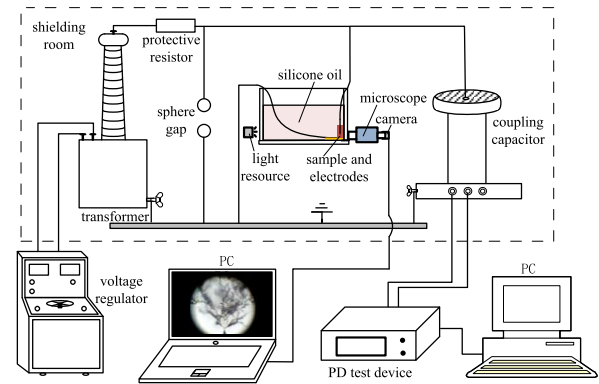 shielding
room
protective
resistor
silicone oil
microscope
camera
sphere
gap
coupling
capacitor
light
resource
sample and
electrodes
transformer
voltage
regulator
PC
PC
PD test device